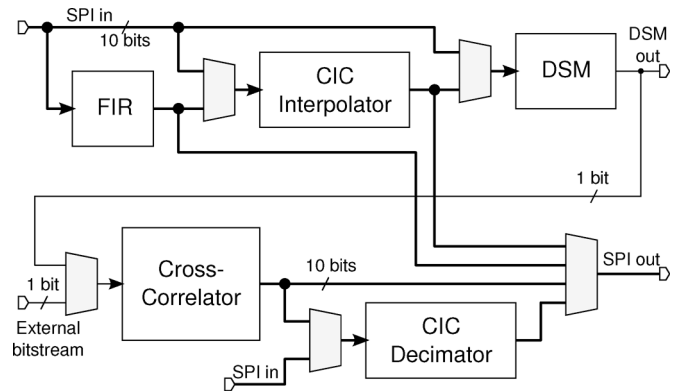 SPI in
10 bits
FIR
CIC
Interpolator
DSM
DSM
out
1 bit
Cross-
Correlator
10 bits
1 bit
External
bitstream
SPI in
CIC
Decimator
SPI out